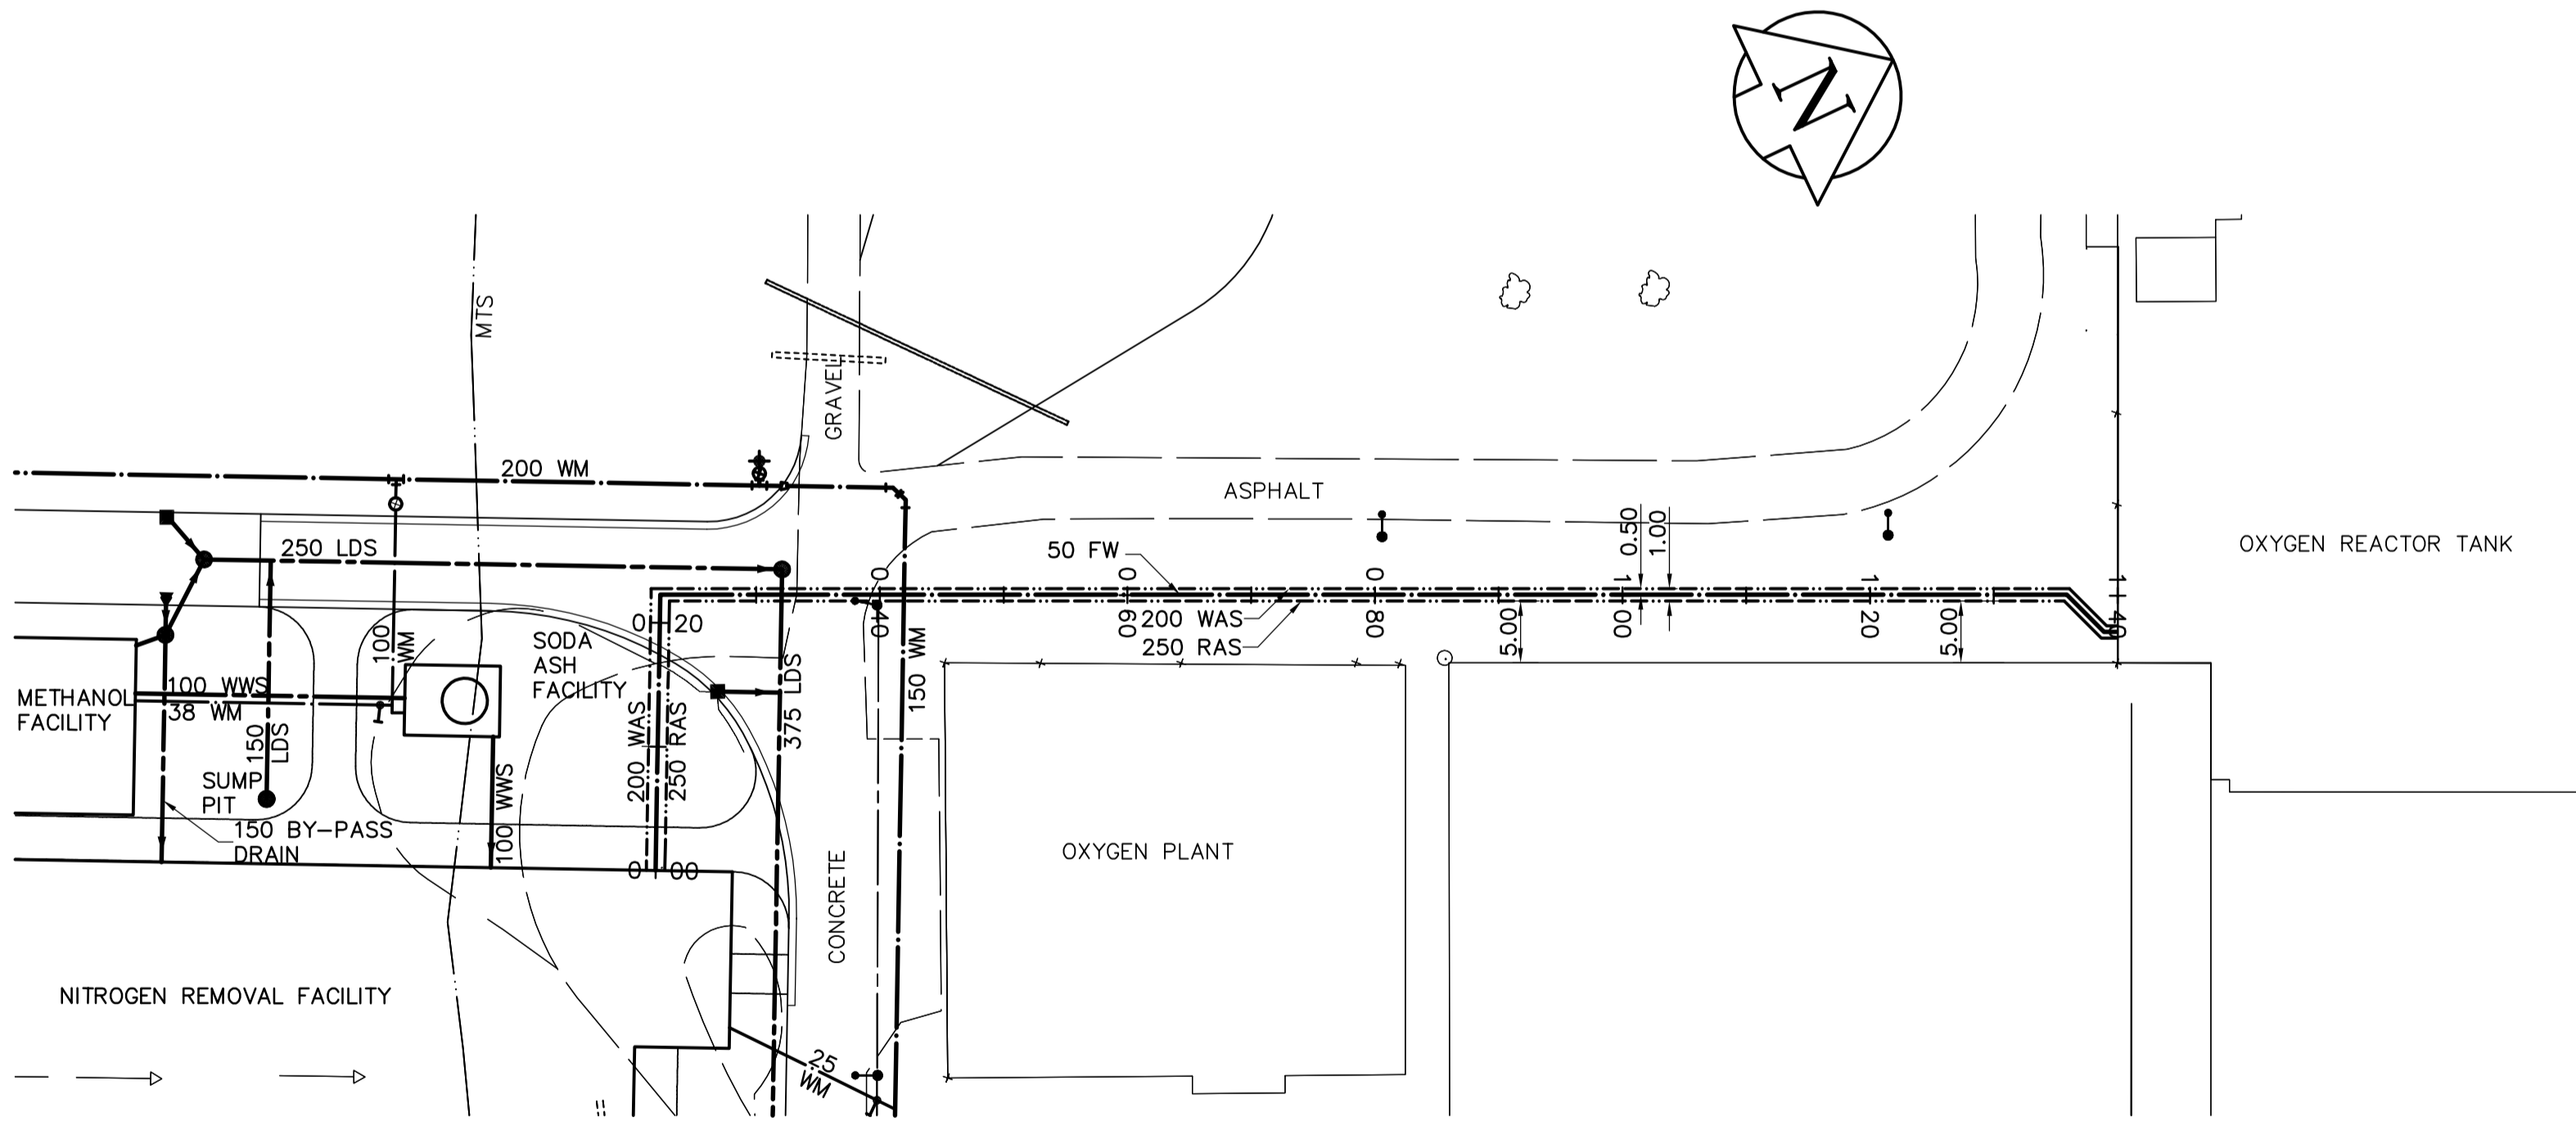 N
MTS
GRAVEL
200 WM
ASPHALT
250 LDS
50 FW
0.50
1.00
OXYGEN REACTOR TANK
0 20
0 40
0 60
0 80
1 00
1 20
1 40
200 WAS
250 RAS
5.00
5.00
100
WM
SODA
ASH
FACILITY
METHANOL
FACILITY
100 WWS
38 WM
150
LDS
SUMP
PIT
200 WAS
250 RAS
375 LDS
150 WM
100 WWS
150 BY-PASS
DRAIN
0 00
OXYGEN PLANT
CONCRETE
NITROGEN REMOVAL FACILITY
25
WM